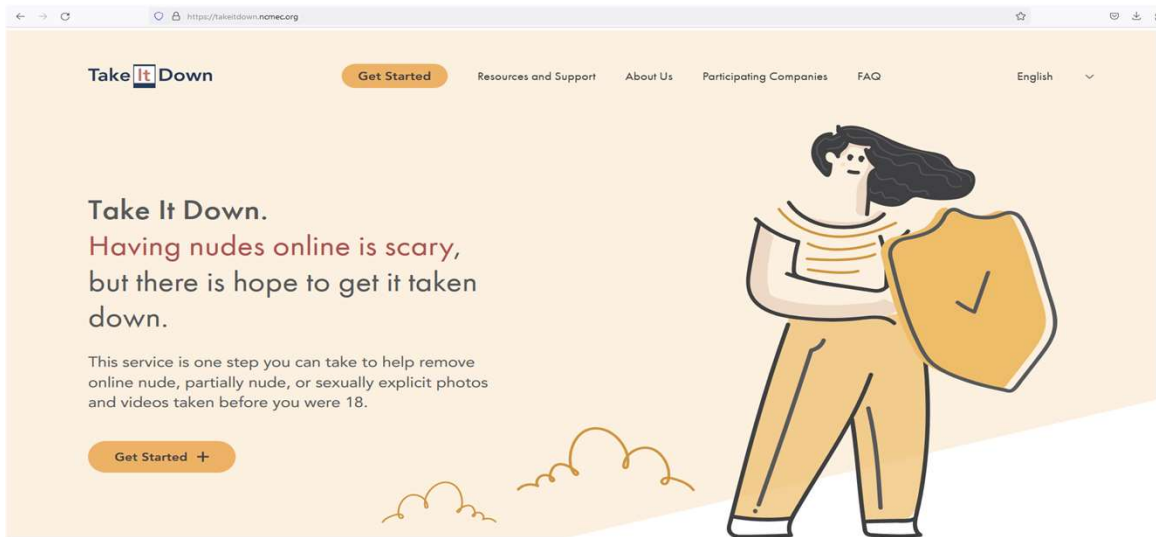 https://takeitdown.ncmec.org
Take It Down
Get Started
Resources and Support
About Us
Participating Companies
FAQ
English
Take It Down.
Having nudes online is scary,
but there is hope to get it taken
down.
This service is one step you can take to help remove
online nude, partially nude, or sexually explicit photos
and videos taken before you were 18.
Get Started +